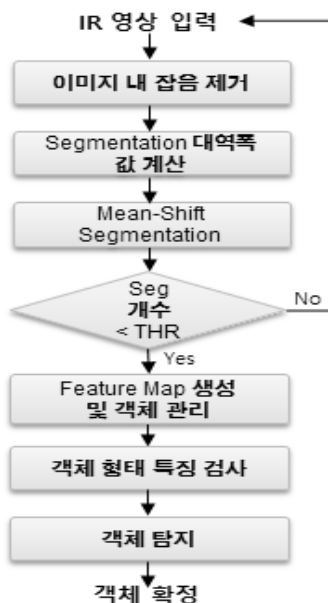 IR 영상 입력
이미지 내 잡음 제거
Segmentation 대역폭
값 계산
Mean-Shift
Segmentation
Seg
개수
< THR
No
Yes
Feature Map 생성
및 객체 관리
객체 형태 특징 검사
객체 탐지
객체 확정